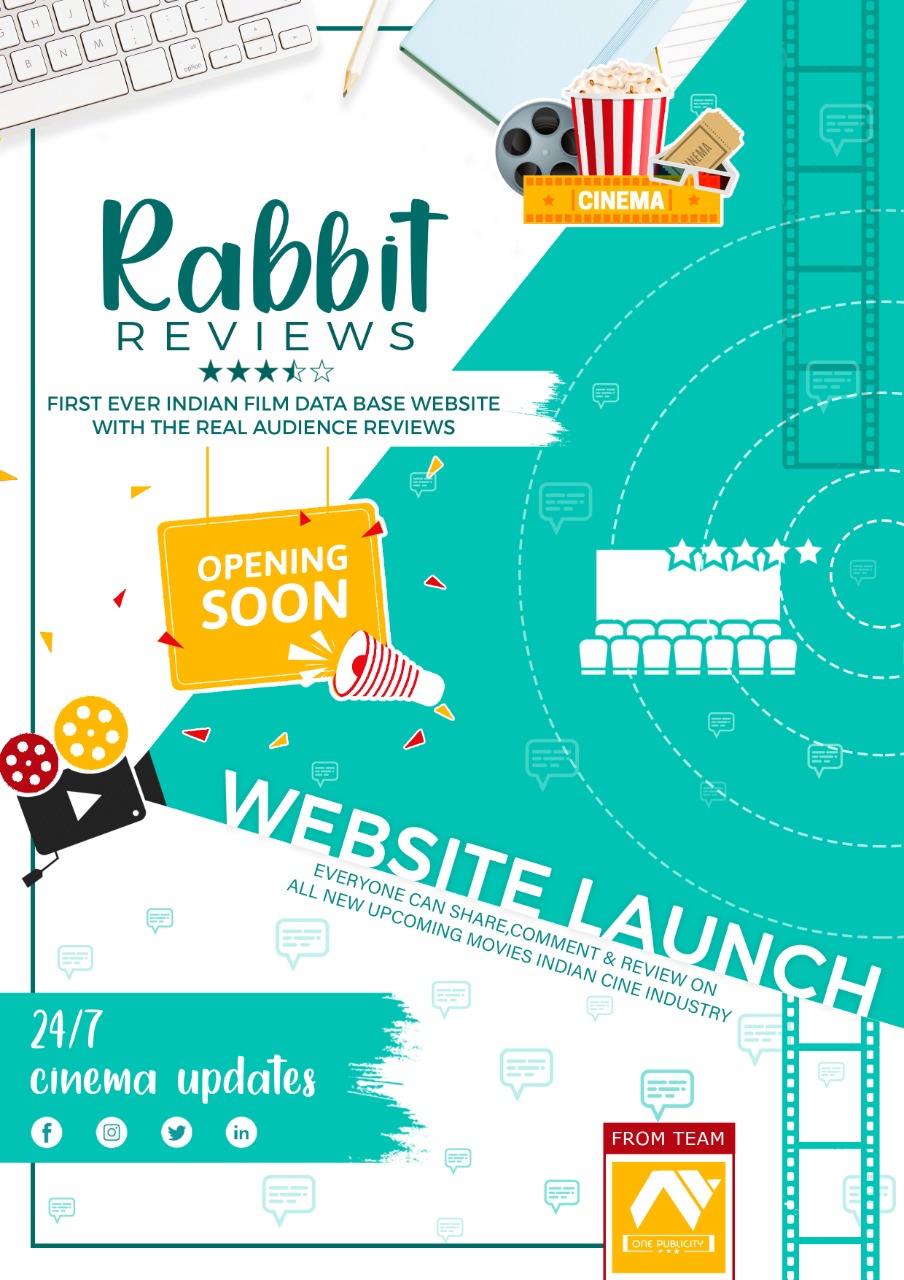 CINEMA
CINEMA
Rabbit
REVIEWS
FIRST EVER INDIAN FILM DATA BASE WEBSITE
WITH THE REAL AUDIENCE REVIEWS
OPENING
SOON
WEBSITE LAUNCH
EVERYONE CAN SHARE,COMMENT & REVIEW ON
ALL NEW UPCOMING MOVIES INDIAN CINE INDUSTRY
24/7
cinema updates
FROM TEAM
ONE PUBLICITY